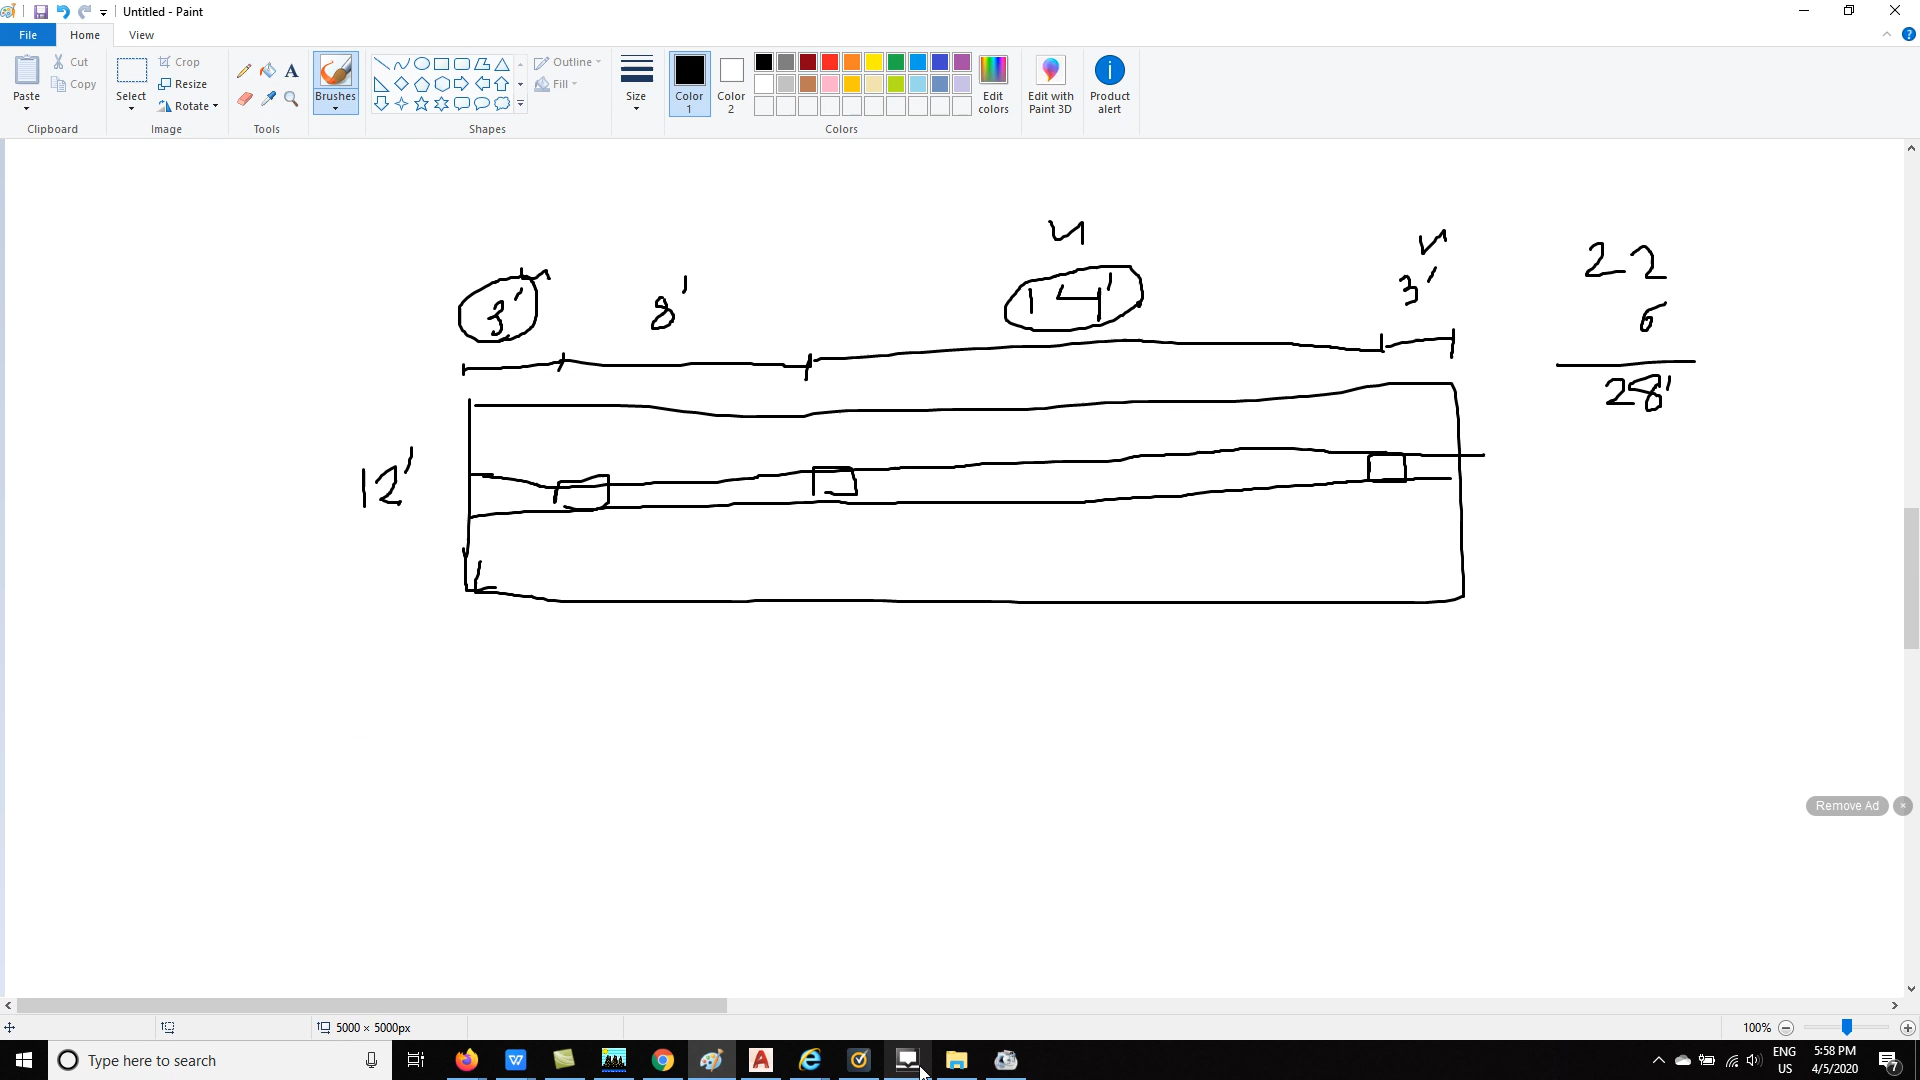 Untitled - Paint
File Home View
Paste
Cut
Copy
Clipboard
Select
Crop
Resize
Rotate
Image
Tools
Brushes
Shapes
Outline
Fill
Size
Color 1
Color 2
Colors
Edit colors
Edit with Paint 3D
Product alert
3' 8' 14' 3'
22
6
28'
12'
Remove Ad
5000 × 5000px
100%
Type here to search
ENG
US
5:58 PM
4/5/2020
7